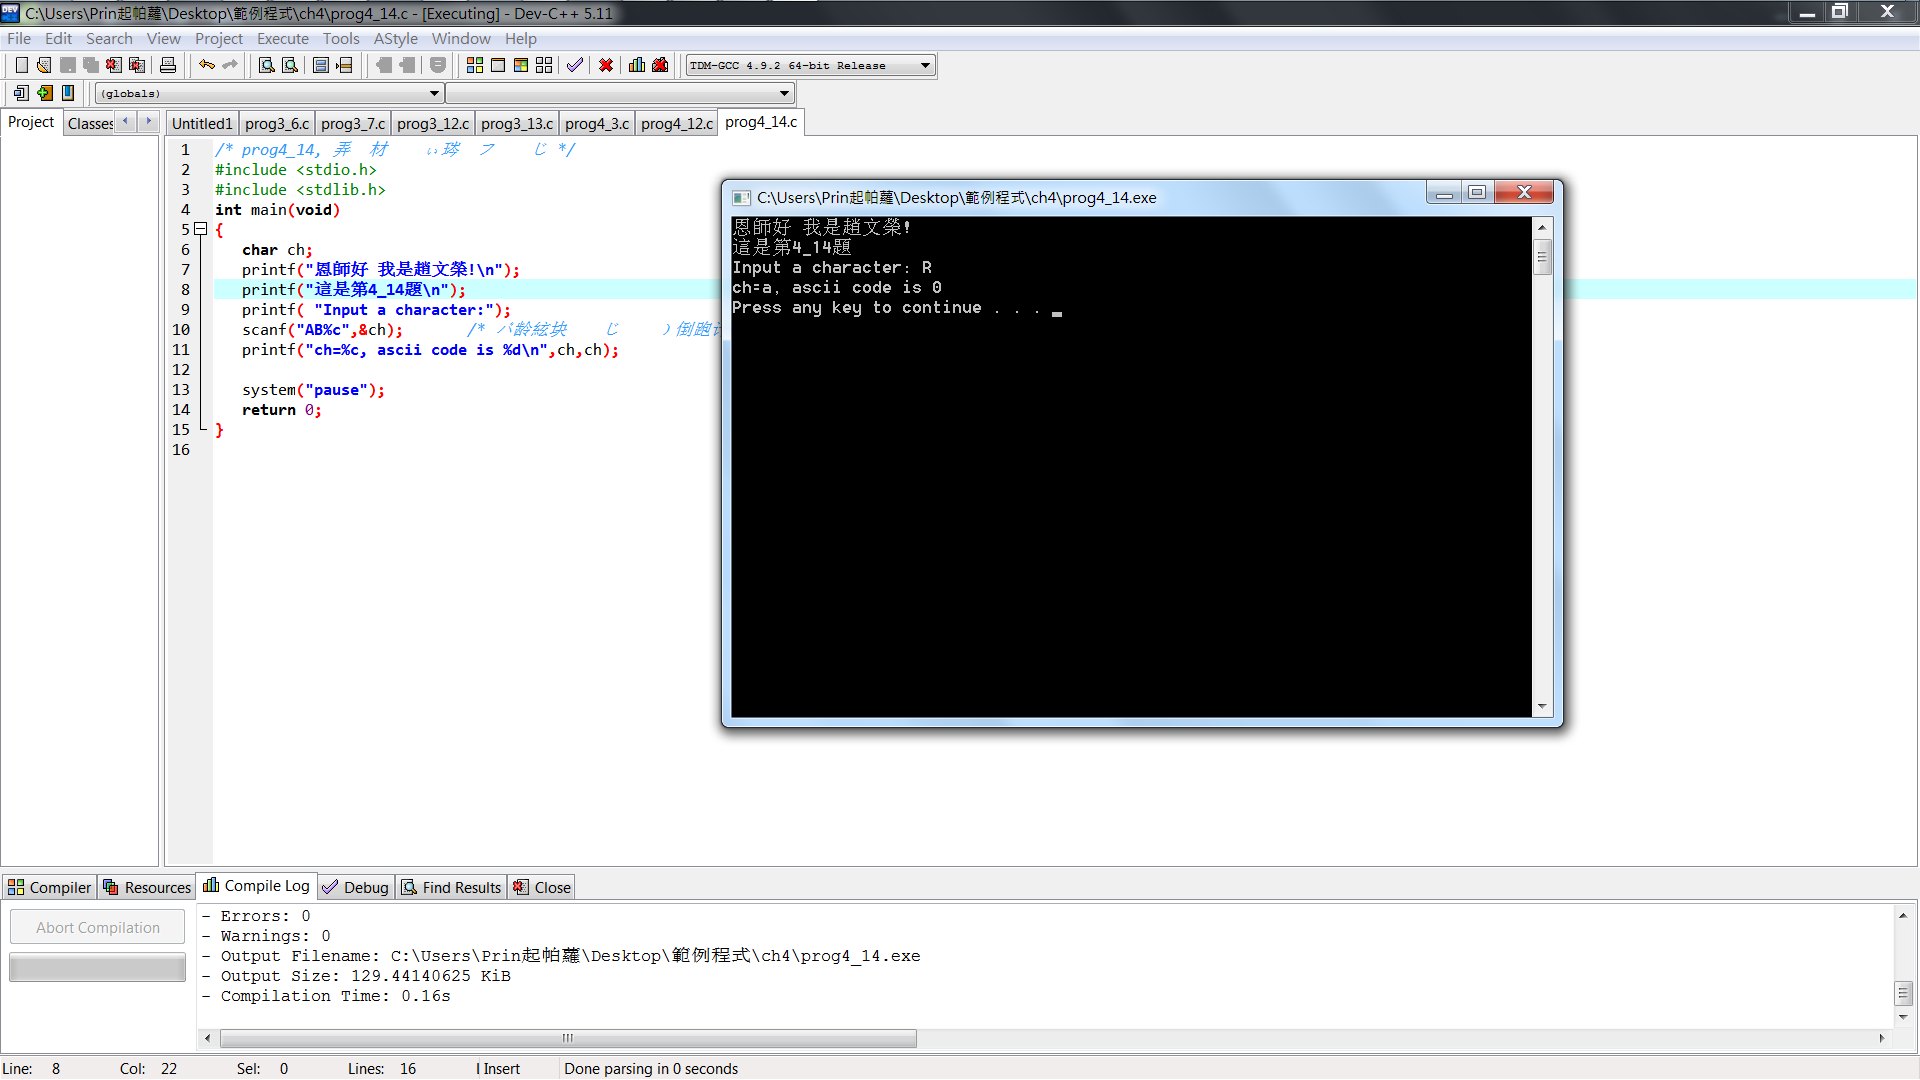 C:\Users\Prin起帕蘿\Desktop\範例程式\ch4\prog4_14.c - [Executing] - Dev-C++ 5.11
File Edit Search View Project Execute Tools AStyle Window Help
TDM-GCC 4.9.2 64-bit Release
(globals)
Project Classes Untitled1 prog3_6.c prog3_7.c prog3_12.c prog3_13.c prog4_3.c prog4_12.c prog4_14.c
1 /* prog4_14, 弄 材 ぃ琌 フ じ */
2 #include <stdio.h>
3 #include <stdlib.h>
4 int main(void)
5 {
6 char ch;
7 printf("恩師好 我是趙文榮!\n");
8 printf("這是第4_14題\n");
9 printf( "Input a character:");
10 scanf("AB%c",&ch); /*
11 printf("ch=%c, ascii code is %d\n",ch,ch);
12
13 system("pause");
14 return 0;
15 }
16
C:\Users\Prin起帕蘿\Desktop\範例程式\ch4\prog4_14.exe
恩師好 我是趙文榮!
這是第4_14題
Input a character: R
ch=a, ascii code is 0
Press any key to continue . . .
Compiler Resources Compile Log Debug Find Results Close
Abort Compilation
- Errors: 0
- Warnings: 0
- Output Filename: C:\Users\Prin起帕蘿\Desktop\範例程式\ch4\prog4_14.exe
- Output Size: 129.44140625 KiB
- Compilation Time: 0.16s
Line: 8 Col: 22 Sel: 0 Lines: 16 Insert Done parsing in 0 seconds